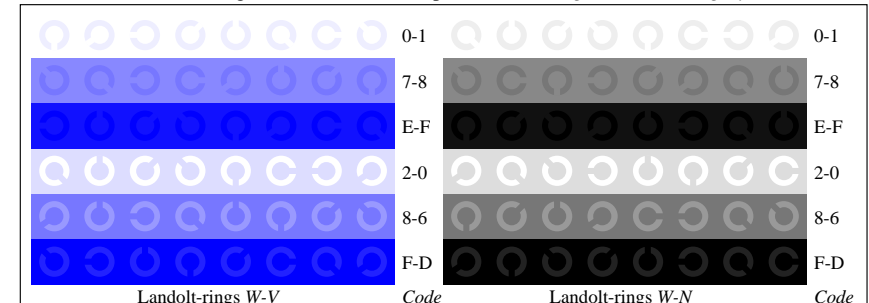 0-1 0-1
7-8 7-8
E-F E-F
2-0 2-0
8-6 8-6
F-D F-D
Landolt-rings W-V Code Landolt-rings W-N Code